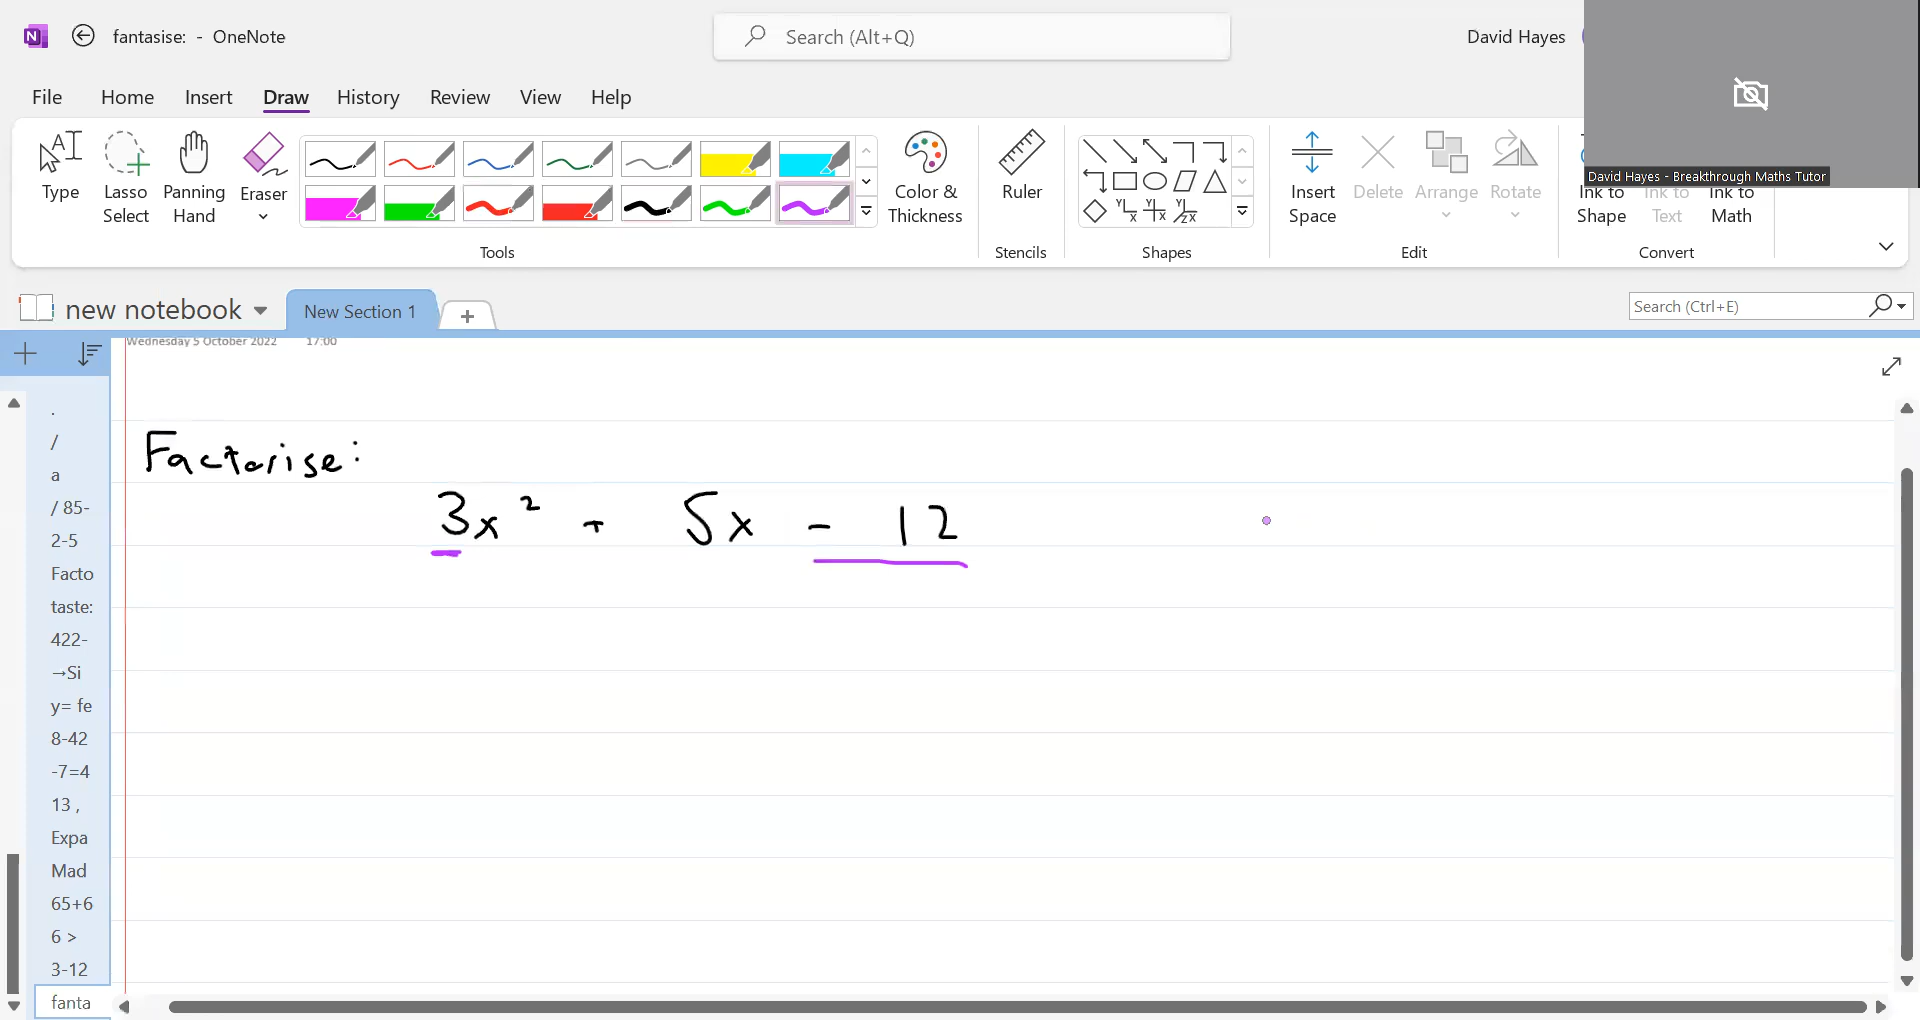 fantasise: - OneNote
Search (Alt+Q)
David Hayes
File Home Insert Draw History Review View Help
Type
Lasso Select
Panning Hand
Eraser
Color & Thickness
Ruler
Insert Space
Delete
Arrange
Rotate
Ink to Shape
Ink to Text
Ink to Math
Tools
Stencils
Shapes
Edit
Convert
David Hayes - Breakthrough Maths Tutor
new notebook
New Section 1
Search (Ctrl+E)
Wednesday 5 October 2022 17:00
.
/
a
/ 85-
2-5
Facto
taste:
422-
→Si
y= fe
8-42
-7=4
13 ,
Expa
Mad
65+6
6 >
3-12
fanta
Factorise:
3x² + 5x - 12